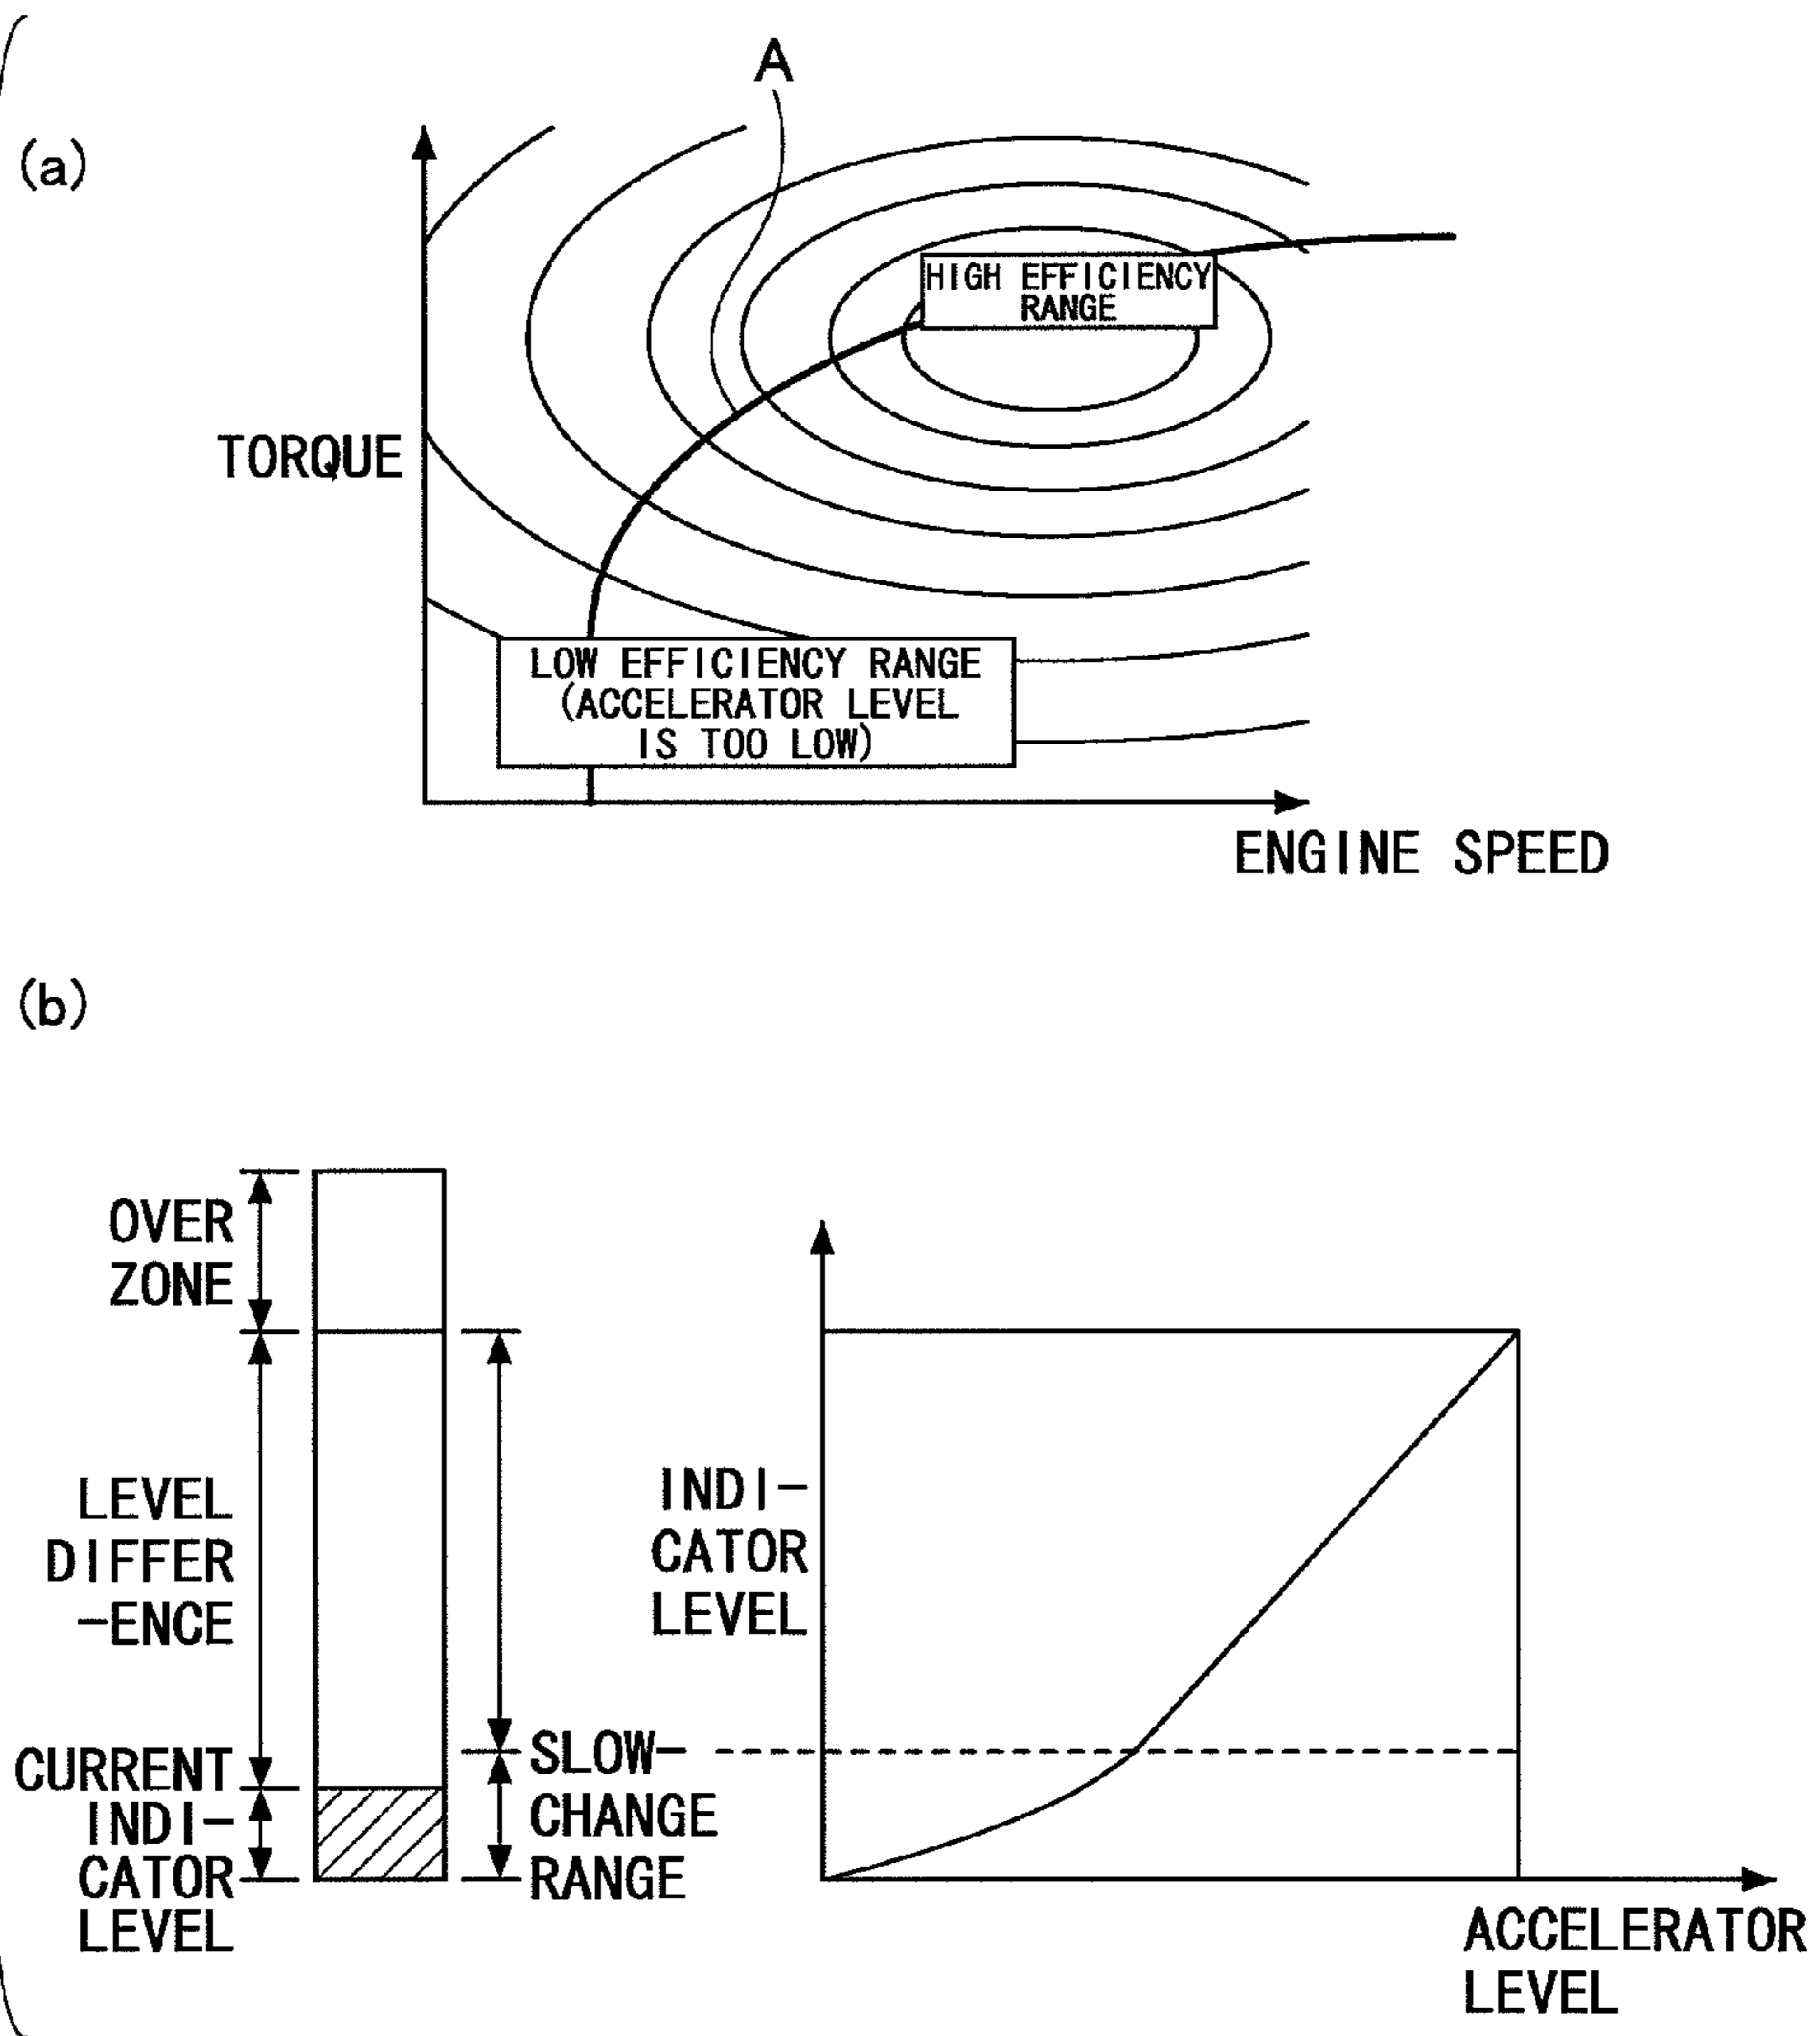 A
(a)
HIGH EFFICIENCY
RANGE
TORQUE
LOW EFFICIENCY RANGE
(ACCELERATOR LEVEL
IS TOO LOW)
ENGINE SPEED
(b)
OVER
ZONE
LEVEL
DIFFER
-ENCE
CURRENT
INDI-
CATOR
LEVEL
SLOW-
CHANGE
RANGE
INDI-
CATOR
LEVEL
ACCELERATOR
LEVEL